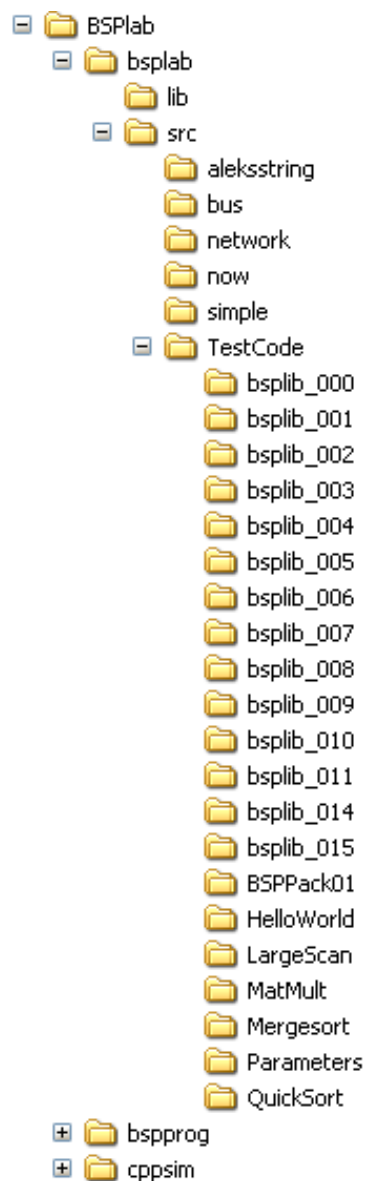 BSPlab
bsplab
lib
src
aleksstring
bus
network
now
simple
TestCode
bsplib_000
bsplib_001
bsplib_002
bsplib_003
bsplib_004
bsplib_005
bsplib_006
bsplib_007
bsplib_008
bsplib_009
bsplib_010
bsplib_011
bsplib_014
bsplib_015
BSPPack01
HelloWorld
LargeScan
MatMult
Mergesort
Parameters
QuickSort
bspprog
cppsim